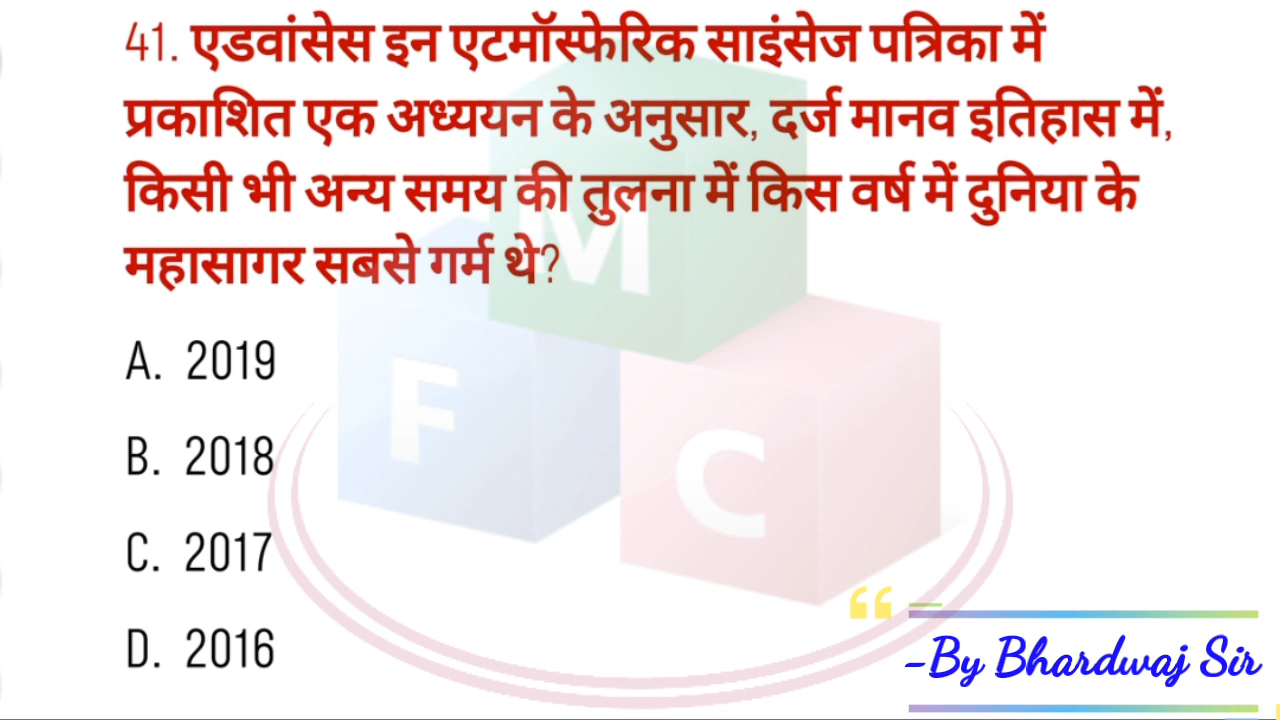 41. एडवांसेस इन एटमॉस्फेरिक साइंसेज पत्रिका में
प्रकाशित एक अध्ययन के अनुसार, दर्ज मानव इतिहास में,
किसी भी अन्य समय की तुलना में किस वर्ष में दुनिया के
महासागर सबसे गर्म थे?
A. 2019
B. 2018
C. 2017
D. 2016
M
F
C
“
-By Bhardwaj Sir